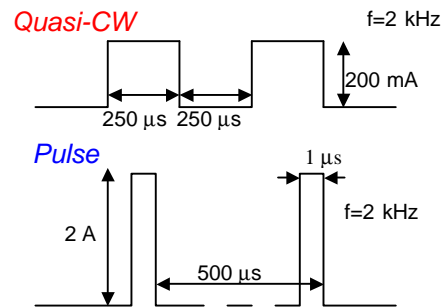 Quasi-CW
f=2 kHz
200 mA
250 μs 250 μs
Pulse
1 μs
2 A
f=2 kHz
500 μs